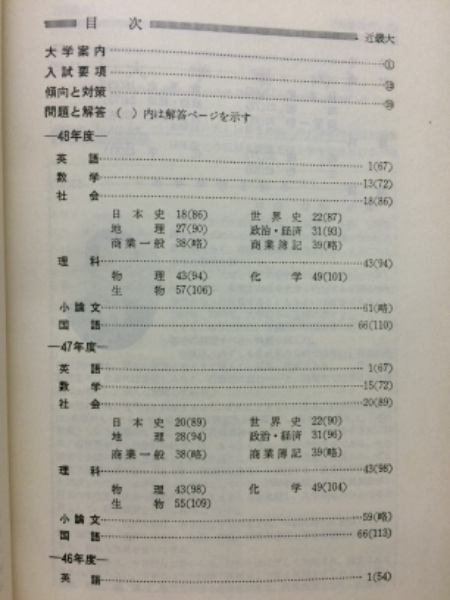 目次
近畿大
大学案内
入試要項
傾向と対策
問題と解答 ( )内は解答ページを示す
—48年度—
英語 1(67)
数学 13(72)
社会 18(86)
日本史 18(86) 世界史 22(87)
地理 27(90) 政治・経済 31(93)
商業一般 38(略) 商業簿記 39(略)
理科 43(94)
物理 43(94) 化学 49(101)
生物 57(106)
小論文 61(略)
国語 66(110)
—47年度—
英語 1(67)
数学 15(72)
社会 20(89)
日本史 20(89) 世界史 22(90)
地理 28(94) 政治・経済 31(96)
商業一般 38(略) 商業簿記 39(略)
理科 43(98)
物理 43(98) 化学 49(104)
生物 55(109)
小論文 59(略)
国語 66(113)
—46年度—
英語 1(54)